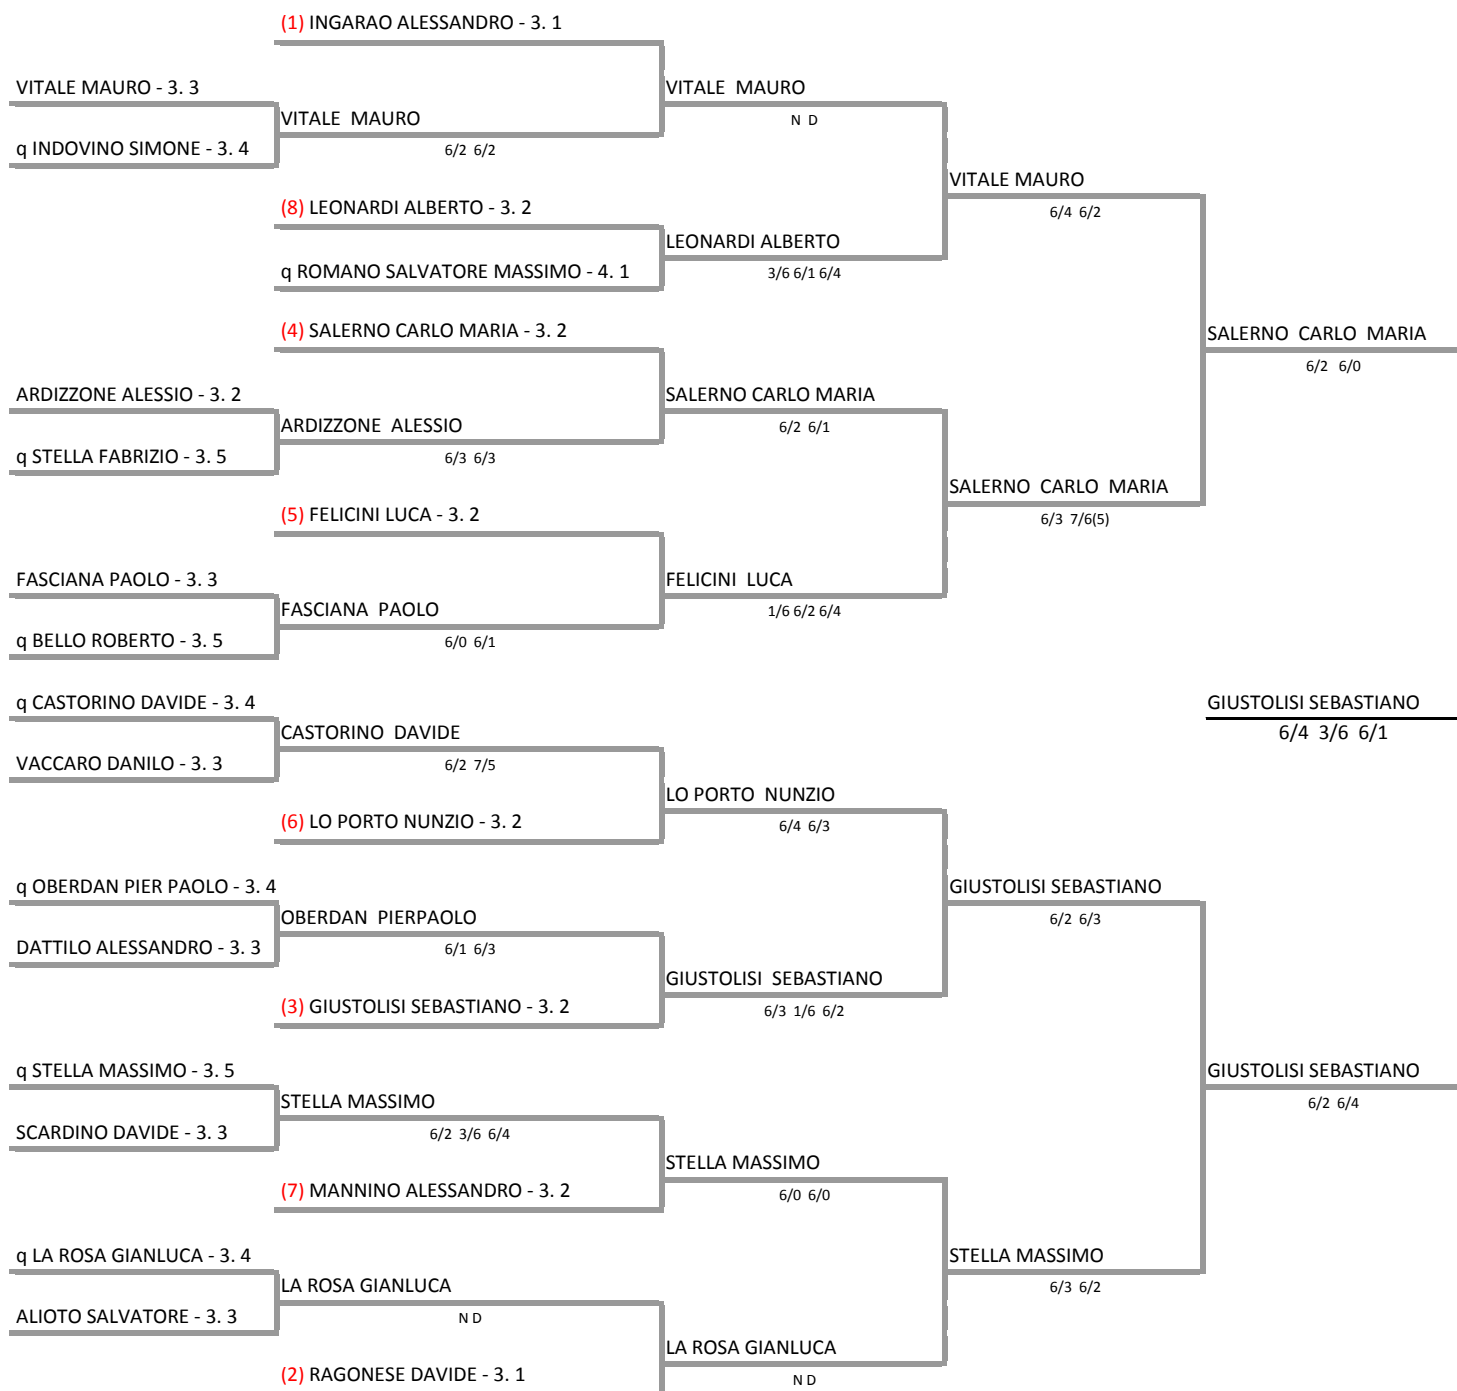 (1) INGARAO ALESSANDRO - 3. 1
VITALE MAURO - 3. 3
VITALE MAURO
VITALE MAURO
N D
q INDOVINO SIMONE - 3. 4
6/2 6/2
VITALE MAURO
6/4 6/2
(8) LEONARDI ALBERTO - 3. 2
LEONARDI ALBERTO
3/6 6/1 6/4
q ROMANO SALVATORE MASSIMO - 4. 1
(4) SALERNO CARLO MARIA - 3. 2
SALERNO CARLO MARIA
6/2 6/0
ARDIZZONE ALESSIO - 3. 2
SALERNO CARLO MARIA
6/2 6/1
ARDIZZONE ALESSIO
6/3 6/3
q STELLA FABRIZIO - 3. 5
SALERNO CARLO MARIA
6/3 7/6(5)
(5) FELICINI LUCA - 3. 2
FASCIANA PAOLO - 3. 3
FELICINI LUCA
1/6 6/2 6/4
FASCIANA PAOLO
6/0 6/1
q BELLO ROBERTO - 3. 5
q CASTORINO DAVIDE - 3. 4
GIUSTOLISI SEBASTIANO
6/4 3/6 6/1
CASTORINO DAVIDE
6/2 7/5
VACCARO DANILO - 3. 3
LO PORTO NUNZIO
6/4 6/3
(6) LO PORTO NUNZIO - 3. 2
q OBERDAN PIER PAOLO - 3. 4
GIUSTOLISI SEBASTIANO
6/2 6/3
OBERDAN PIERPAOLO
6/1 6/3
DATTILO ALESSANDRO - 3. 3
GIUSTOLISI SEBASTIANO
6/3 1/6 6/2
(3) GIUSTOLISI SEBASTIANO - 3. 2
q STELLA MASSIMO - 3. 5
GIUSTOLISI SEBASTIANO
6/2 6/4
STELLA MASSIMO
6/2 3/6 6/4
SCARDINO DAVIDE - 3. 3
STELLA MASSIMO
6/0 6/0
(7) MANNINO ALESSANDRO - 3. 2
q LA ROSA GIANLUCA - 3. 4
STELLA MASSIMO
6/3 6/2
LA ROSA GIANLUCA
N D
ALIOTO SALVATORE - 3. 3
LA ROSA GIANLUCA
N D
(2) RAGONESE DAVIDE - 3. 1